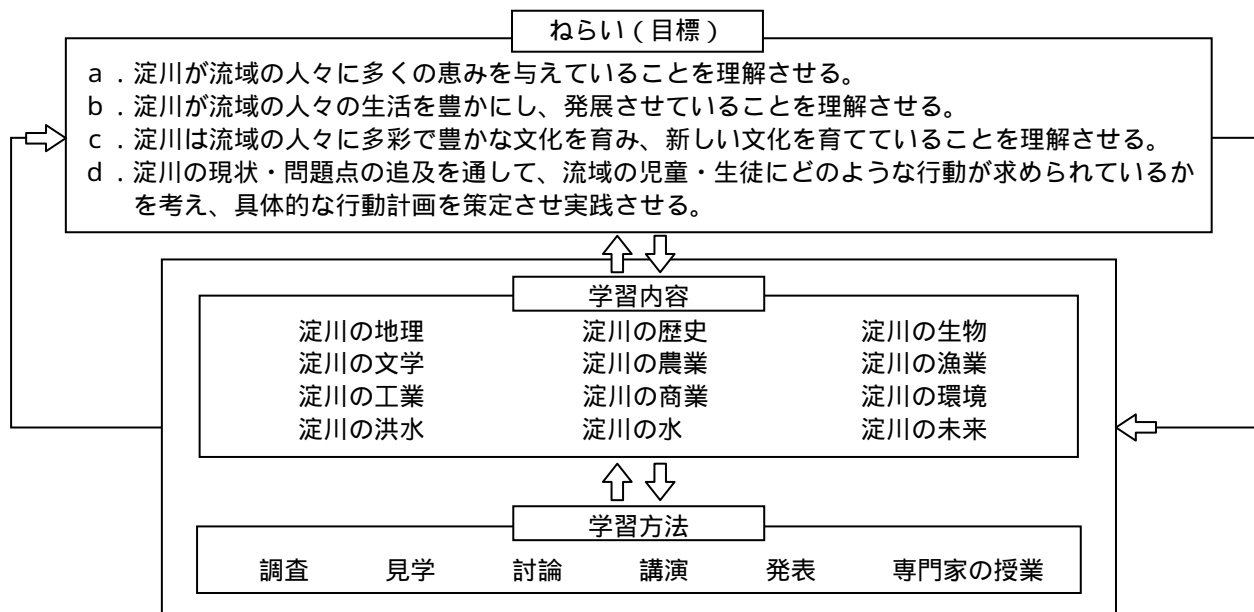 ねらい（目標）
a．淀川が流域の人々に多くの恵みを与えていることを理解させる。
b．淀川が流域の人々の生活を豊かにし、発展させていることを理解させる。
c．淀川は流域の人々に多彩で豊かな文化を育み、新しい文化を育てていることを理解させる。
d．淀川の現状・問題点の追及を通して、流域の児童・生徒にどのような行動が求められているか
を考え、具体的な行動計画を策定させ実践させる。
学習内容
淀川の地理 淀川の歴史 淀川の生物
淀川の文学 淀川の農業 淀川の漁業
淀川の工業 淀川の商業 淀川の環境
淀川の洪水 淀川の水 淀川の未来
学習方法
調査 見学 討論 講演 発表 専門家の授業